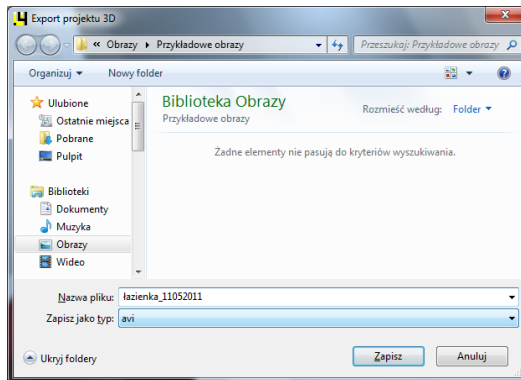 Export projektu 3D
« Obrazy Przykładowe obrazy
Przeszukaj: Przykładowe obrazy
Organizuj Nowy folder
Ulubione
Ostatnie miejsca
Pobrane
Pulpit
Biblioteki
Dokumenty
Muzyka
Obrazy
Wideo
Biblioteka Obrazy
Przykładowe obrazy
Rozmieść według: Folder
Żadne elementy nie pasują do kryteriów wyszukiwania.
Nazwa pliku: łazienka_11052011
Zapisz jako typ: avi
Ukryj foldery
Zapisz
Anuluj